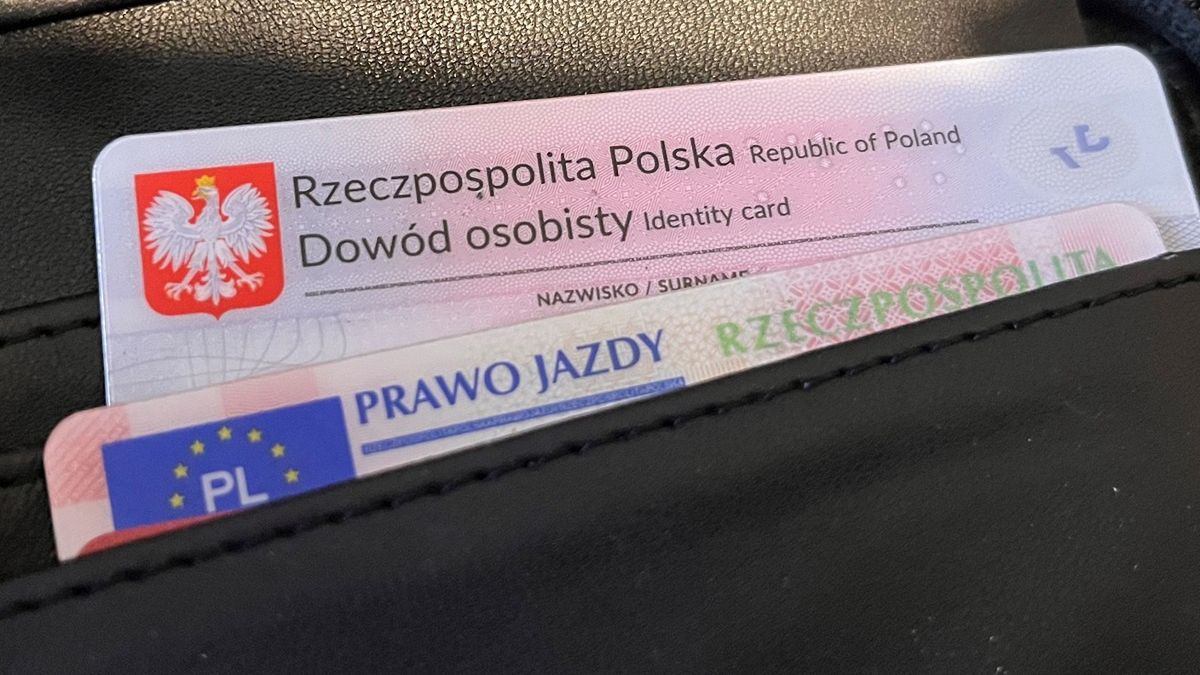 Rzeczpospolita Polska Republic of Poland
Dowód osobisty Identity card
NAZWISKO / SURNAME
PRAWO JAZDY RZECZPOSPOLITA
PL